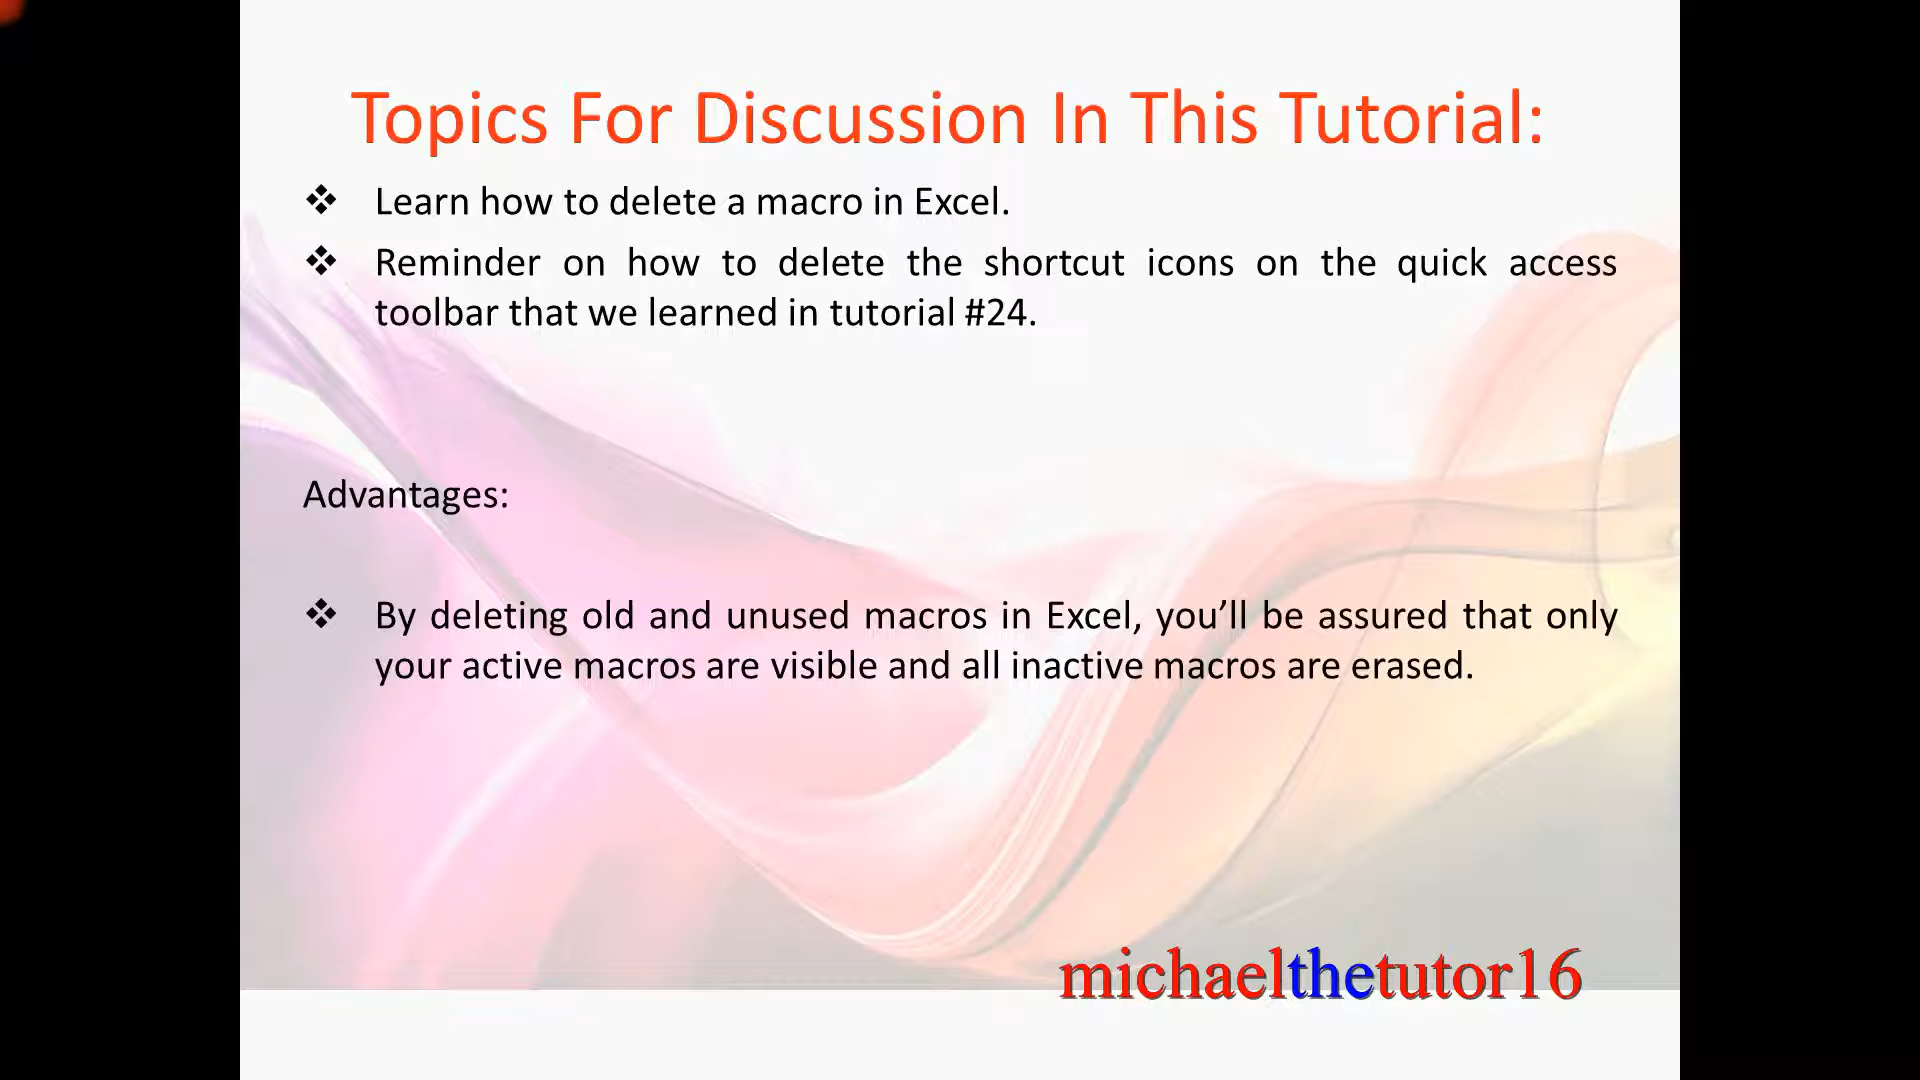 Topics For Discussion In This Tutorial:
❖ Learn how to delete a macro in Excel.
❖ Reminder on how to delete the shortcut icons on the quick access
toolbar that we learned in tutorial #24.
Advantages:
❖ By deleting old and unused macros in Excel, you’ll be assured that only
your active macros are visible and all inactive macros are erased.
michaelthetutor16